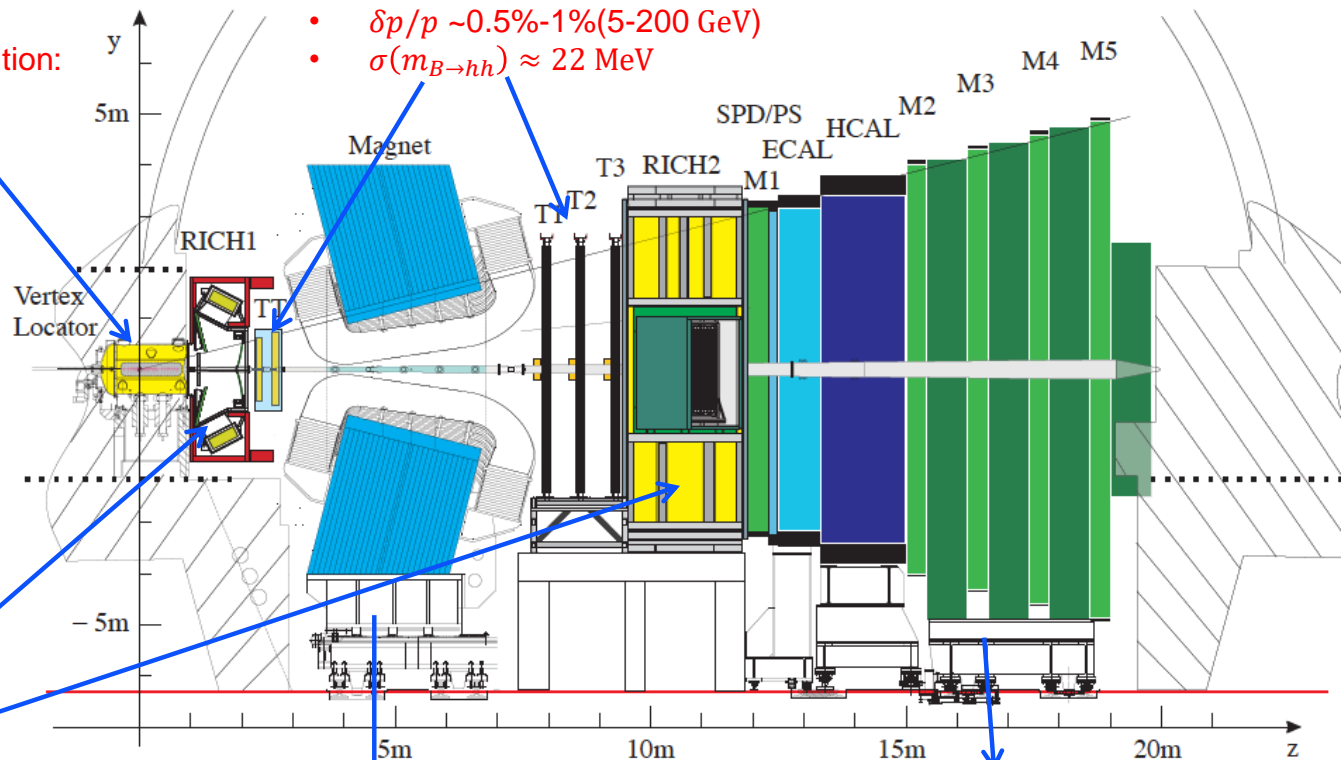 • δp/p ~0.5%-1%(5-200 GeV)
tion:
• σ(m_{B→hh}) ≈ 22 MeV
y
5m
M5
M4
M3
M2
SPD/PS
HCAL
ECAL
Magnet
T3
RICH2
M1
T2
T1
RICH1
TT
Vertex
Locator
− 5m
5m
10m
15m
20m
z